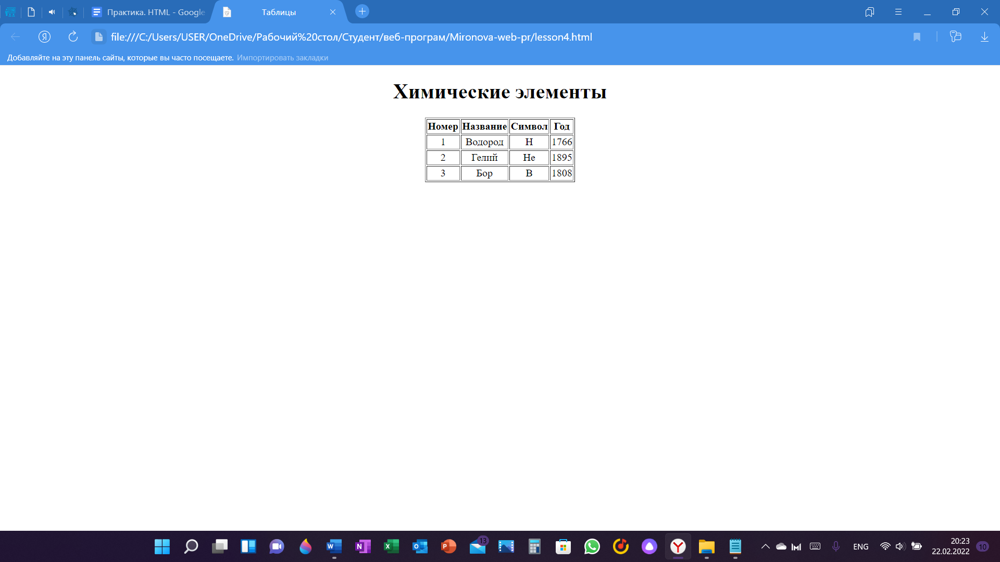 Практика. HTML - Google
Таблицы
file:///C:/Users/USER/OneDrive/Рабочий%20стол/Студент/веб-програм/Mironova-web-pr/lesson4.html
Добавляйте на эту панель сайты, которые вы часто посещаете. Импортировать закладки
Химические элементы
Номер Название Символ Год
1 Водород H 1766
2 Гелий He 1895
3 Бор B 1808
13
ENG
20:23
22.02.2022
10